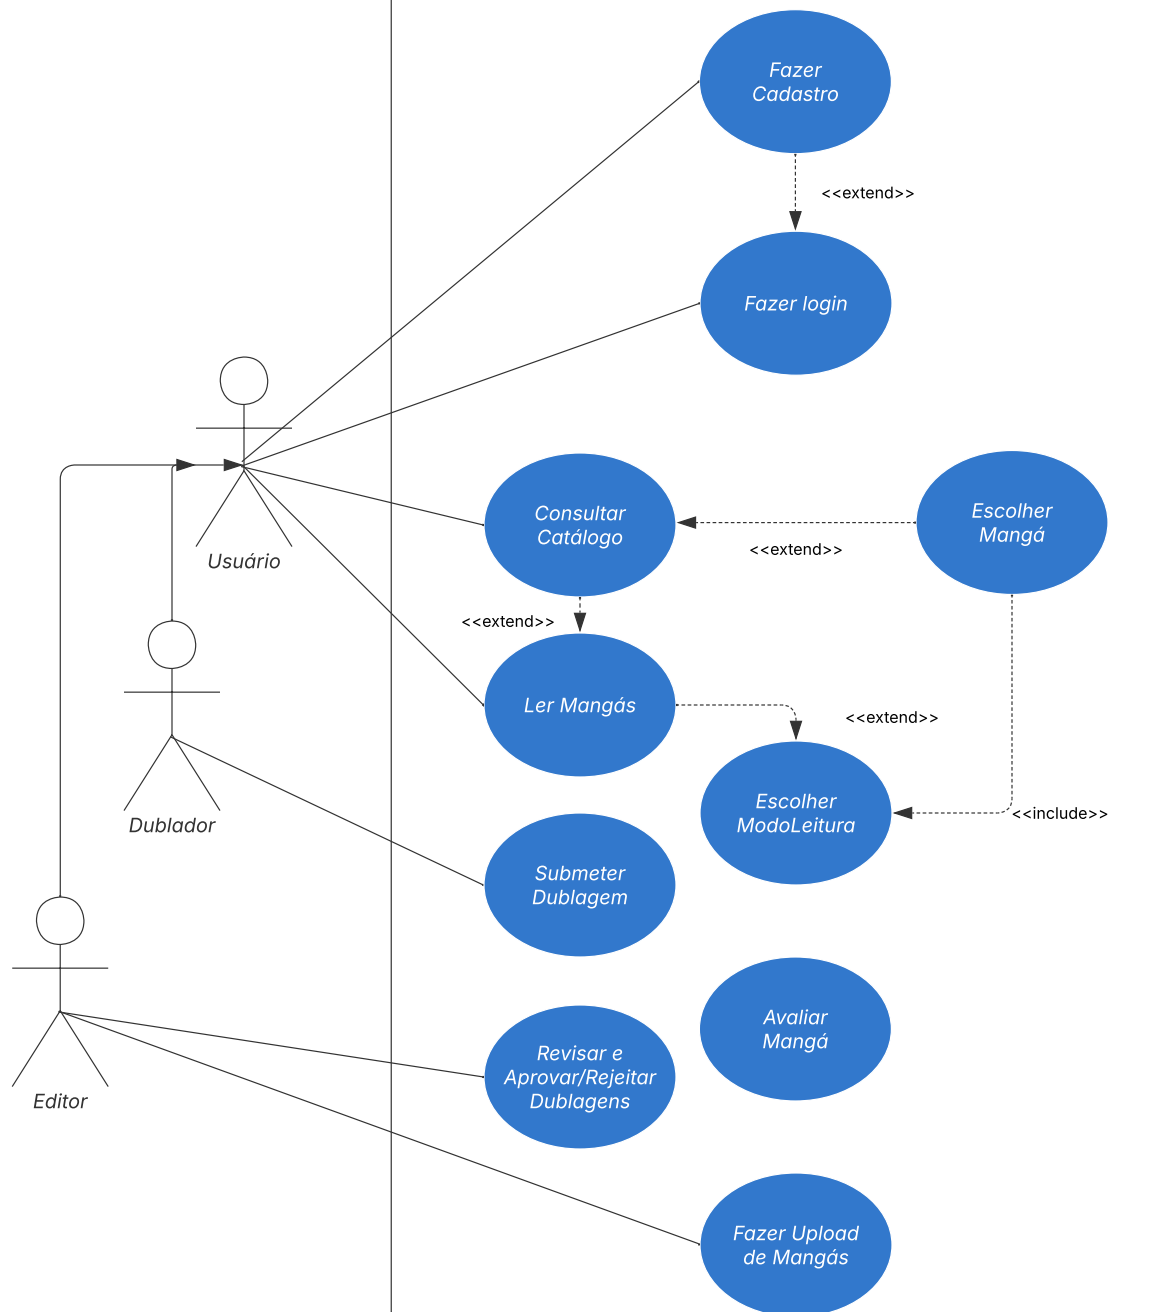 Fazer
Cadastro
<<extend>>
Fazer login
Consultar
Catálogo
Escolher
Mangá
<<extend>>
Usuário
<<extend>>
Ler Mangás
<<extend>>
Escolher
ModoLeitura
<<include>>
Dublador
Submeter
Dublagem
Avaliar
Mangá
Revisar e
Aprovar/Rejeitar
Dublagens
Editor
Fazer Upload
de Mangás